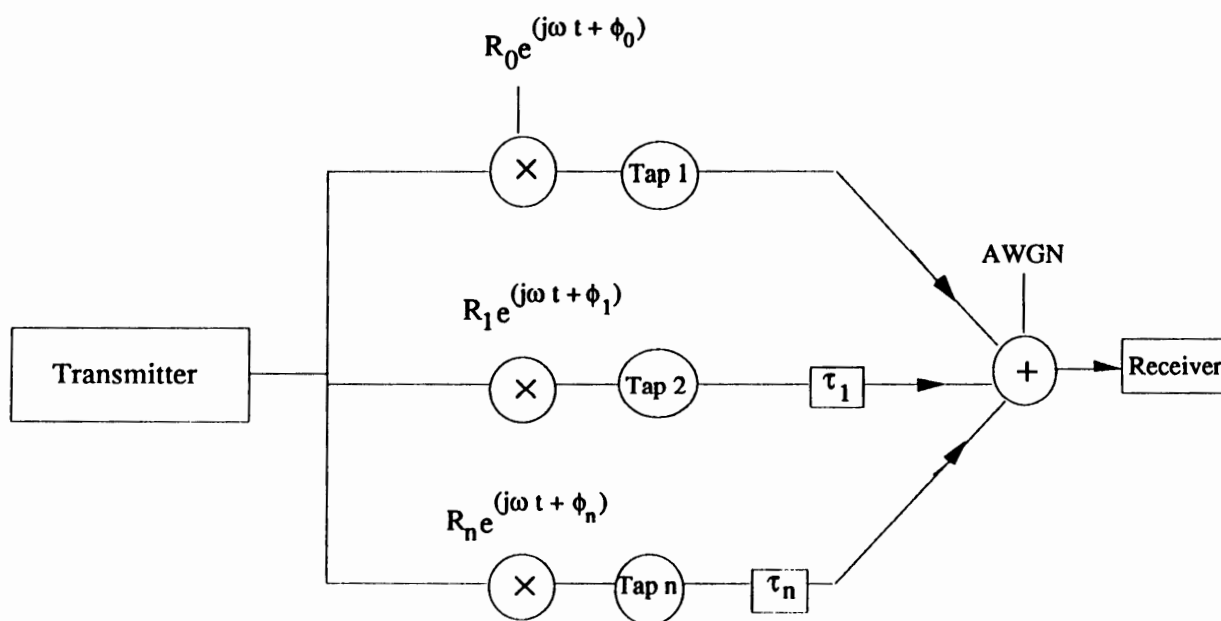 R₀e^(jω t + ϕ₀)
× Tap 1
AWGN
R₁e^(jω t + ϕ₁)
Transmitter × Tap 2 τ₁ + Receiver
Rₙe^(jω t + ϕₙ)
× Tap n τₙ